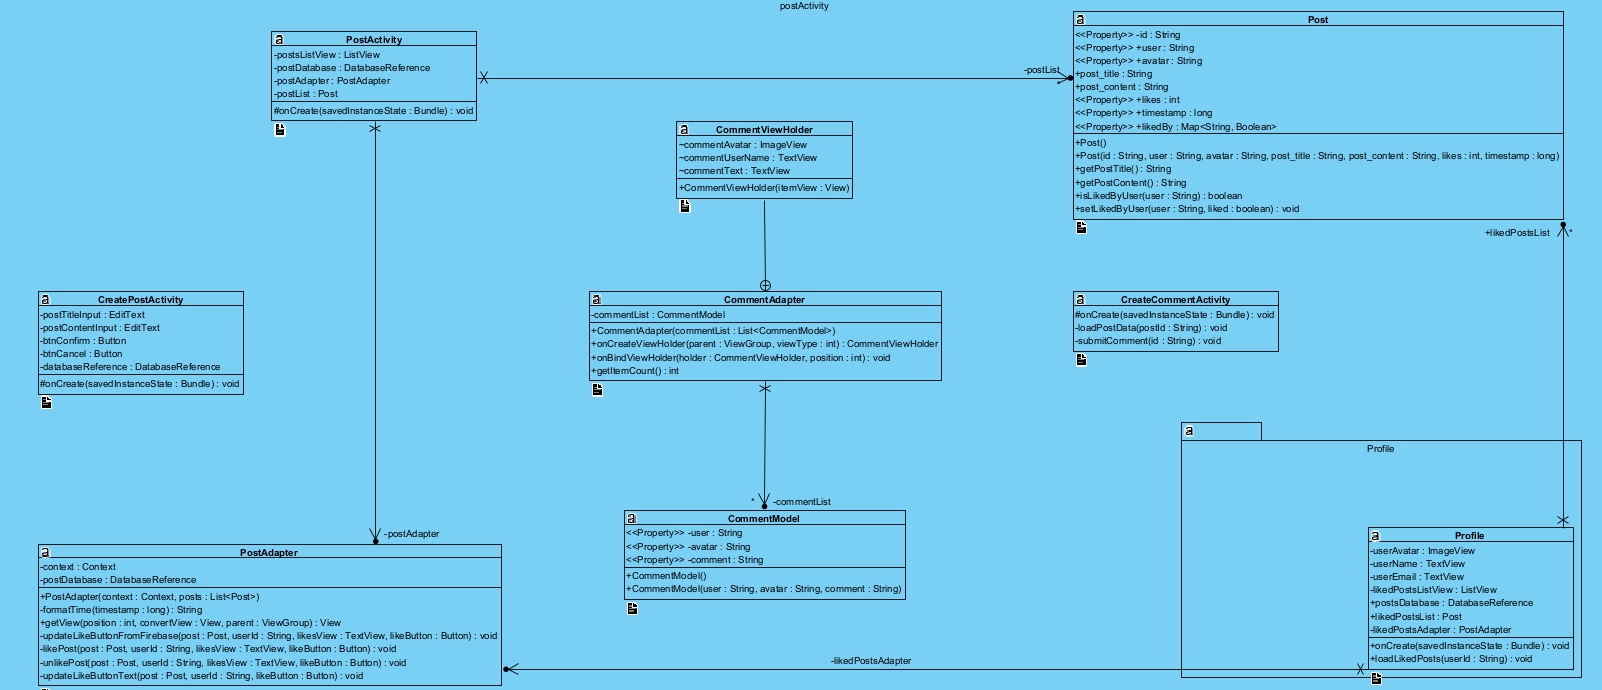 postActivity
PostActivity
-postsListView : ListView
-postDatabase : DatabaseReference
-postAdapter : PostAdapter
-postList : Post
#onCreate(savedInstanceState : Bundle) : void
-postList
*
Post
<<Property>> -id : String
<<Property>> +user : String
<<Property>> +avatar : String
+post_title : String
+post_content : String
<<Property>> +likes : int
<<Property>> +timestamp : long
<<Property>> +likedBy : Map<String, Boolean>
+Post()
+Post(id : String, user : String, avatar : String, post_title : String, post_content : String, likes : int, timestamp : long)
+getPostTitle() : String
+getPostContent() : String
+isLikedByUser(user : String) : boolean
+setLikedByUser(user : String, liked : boolean) : void
+likedPostsList
*
CommentViewHolder
~commentAvatar : ImageView
~commentUserName : TextView
~commentText : TextView
+CommentViewHolder(itemView : View)
CreatePostActivity
-postTitleInput : EditText
-postContentInput : EditText
-btnConfirm : Button
-btnCancel : Button
-databaseReference : DatabaseReference
#onCreate(savedInstanceState : Bundle) : void
CommentAdapter
-commentList : CommentModel
+CommentAdapter(commentList : List<CommentModel>)
+onCreateViewHolder(parent : ViewGroup, viewType : int) : CommentViewHolder
+onBindViewHolder(holder : CommentViewHolder, position : int) : void
+getItemCount() : int
CreateCommentActivity
#onCreate(savedInstanceState : Bundle) : void
-loadPostData(postId : String) : void
-submitComment(id : String) : void
* -commentList
CommentModel
<<Property>> -user : String
<<Property>> -avatar : String
<<Property>> -comment : String
+CommentModel()
+CommentModel(user : String, avatar : String, comment : String)
-postAdapter
PostAdapter
-context : Context
-postDatabase : DatabaseReference
+PostAdapter(context : Context, posts : List<Post>)
-formatTime(timestamp : long) : String
+getView(position : int, convertView : View, parent : ViewGroup) : View
-updateLikeButtonFromFirebase(post : Post, userId : String, likesView : TextView, likeButton : Button) : void
-likePost(post : Post, userId : String, likesView : TextView, likeButton : Button) : void
-unlikePost(post : Post, userId : String, likesView : TextView, likeButton : Button) : void
-updateLikeButtonText(post : Post, userId : String, likeButton : Button) : void
-likedPostsAdapter
Profile
Profile
-userAvatar : ImageView
-userName : TextView
-userEmail : TextView
-likedPostsListView : ListView
+postsDatabase : DatabaseReference
+likedPostsList : Post
-likedPostsAdapter : PostAdapter
+onCreate(savedInstanceState : Bundle) : void
+loadLikedPosts(userId : String) : void